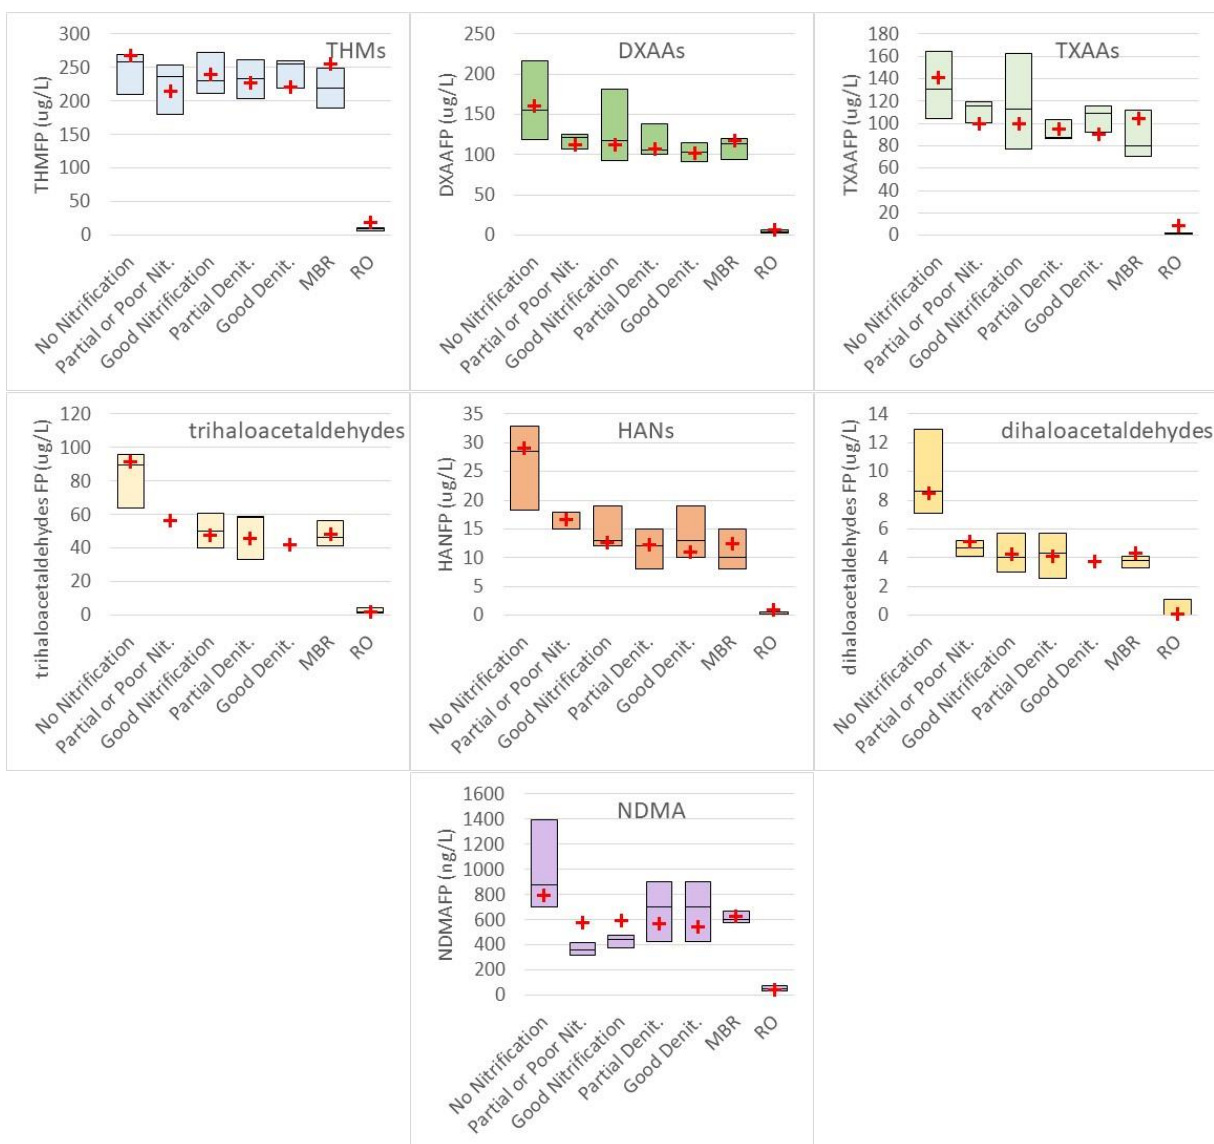 THMs
THMFP (ug/L)
300
250
200
150
100
50
0
No Nitrification
Partial or Poor Nit.
Good Nitrification
Partial Denit.
Good Denit.
MBR
RO
DXAAs
DXAAFP (ug/L)
250
200
150
100
50
0
No Nitrification
Partial or Poor Nit.
Good Nitrification
Partial Denit.
Good Denit.
MBR
RO
TXAAs
TXAAFP (ug/L)
180
160
140
120
100
80
60
40
20
0
No Nitrification
Partial or Poor Nit.
Good Nitrification
Partial Denit.
Good Denit.
MBR
RO
trihaloacetaldehydes
trihaloacetaldehydes FP (ug/L)
120
100
80
60
40
20
0
No Nitrification
Partial or Poor Nit.
Good Nitrification
Partial Denit.
Good Denit.
MBR
RO
HANs
HANFP (ug/L)
35
30
25
20
15
10
5
0
No Nitrification
Partial or Poor Nit.
Good Nitrification
Partial Denit.
Good Denit.
MBR
RO
dihaloacetaldehydes
dihaloacetaldehydes FP (ug/L)
14
12
10
8
6
4
2
0
No Nitrification
Partial or Poor Nit.
Good Nitrification
Partial Denit.
Good Denit.
MBR
RO
NDMA
NDMAFP (ng/L)
1600
1400
1200
1000
800
600
400
200
0
No Nitrification
Partial or Poor Nit.
Good Nitrification
Partial Denit.
Good Denit.
MBR
RO